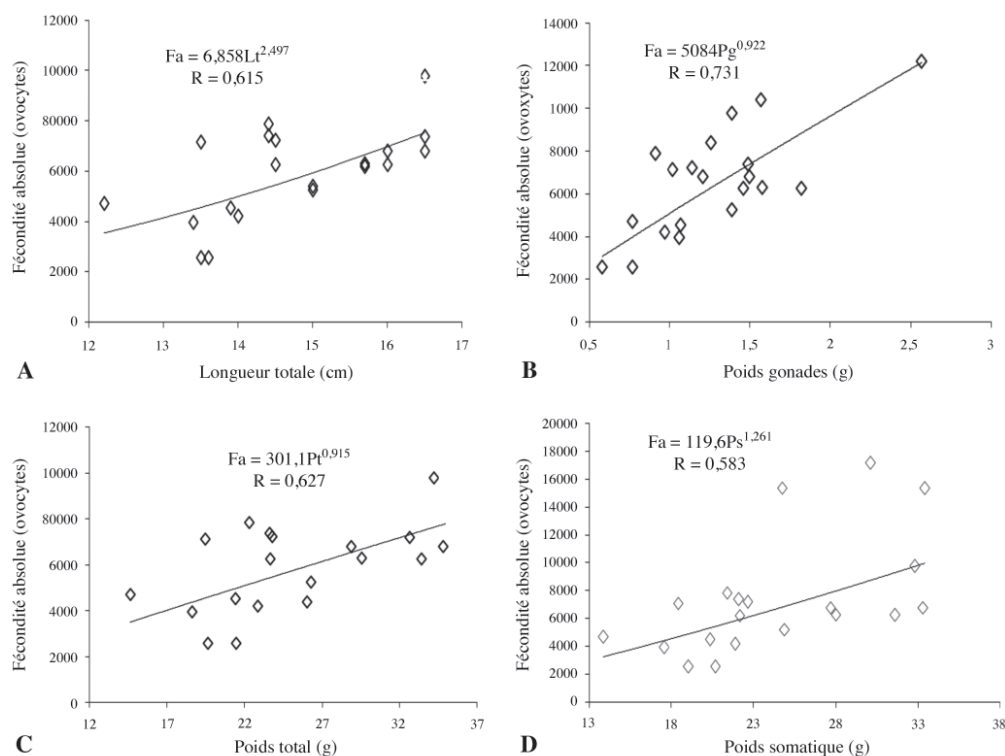 12000
10000
8000
6000
4000
2000
0
12
13
14
15
16
17
Fécondité absolue (ovocytes)
Fa = 6,858Lt^2,497
R = 0,615
A
Longueur totale (cm)
14000
12000
1000
8000
6000
4000
2000
0
0,5
1
1,5
2
2,5
3
Fécondité absolue (ovoxytes)
Fa = 5084Pg^0,922
R = 0,731
B
Poids gonades (g)
12000
10000
8000
6000
4000
2000
0
12
22
27
32
37
Fécondité absolue (ovocytes)
Fa = 301,1Pt^0,915
R = 0,627
C
Poids total (g)
20000
18000
16000
14000
12000
10000
8000
6000
4000
2000
0
13
18
23
28
33
38
Fécondité absolue (ovocytes)
Fa = 119,6Ps^1,261
R = 0,583
D
Poids somatique (g)